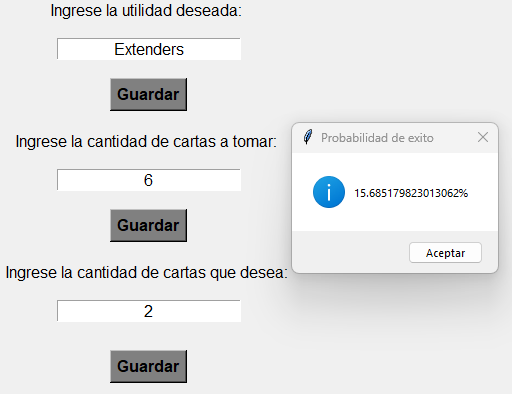 Ingrese la utilidad deseada:
Extenders
Guardar
Ingrese la cantidad de cartas a tomar:
6
Guardar
Ingrese la cantidad de cartas que desea:
2
Guardar
Probabilidad de exito
15.685179823013062%
Aceptar